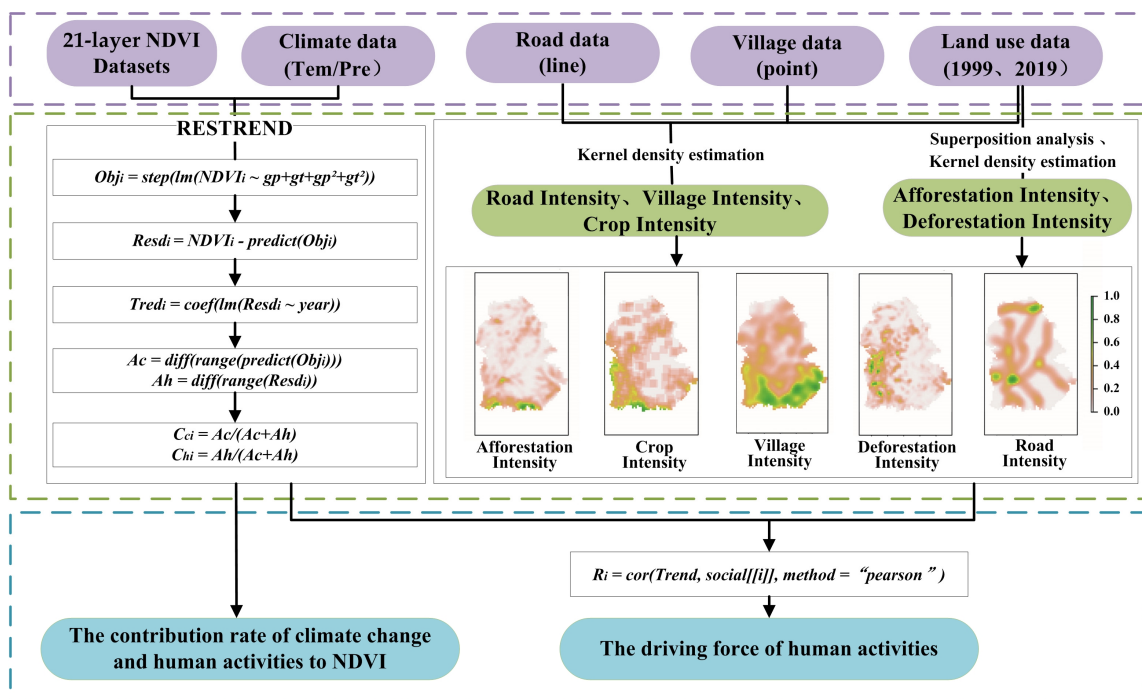 21-layer NDVI
Datasets
Climate data
(Tem/Pre）
Road data
(line)
Village data
(point)
Land use data
(1999、2019）
RESTREND
Obji = step(lm(NDVIi ~ gp+gt+gp²+gt²))
Resdi = NDVIi - predict(Obji)
Tredi = coef(lm(Resdi ~ year))
Ac = diff(range(predict(Obji)))
Ah = diff(range(Resdi))
Cci = Ac/(Ac+Ah)
Chi = Ah/(Ac+Ah)
Kernel density estimation
Superposition analysis 、
Kernel density estimation
Road Intensity、Village Intensity、
Crop Intensity
Afforestation Intensity、
Deforestation Intensity
1.0
0.8
0.6
0.4
0.2
0.0
Afforestation
Intensity
Crop
Intensity
Village
Intensity
Deforestation
Intensity
Road
Intensity
Ri = cor(Trend, social[[i]], method = “pearson”)
The contribution rate of climate change
and human activities to NDVI
The driving force of human activities